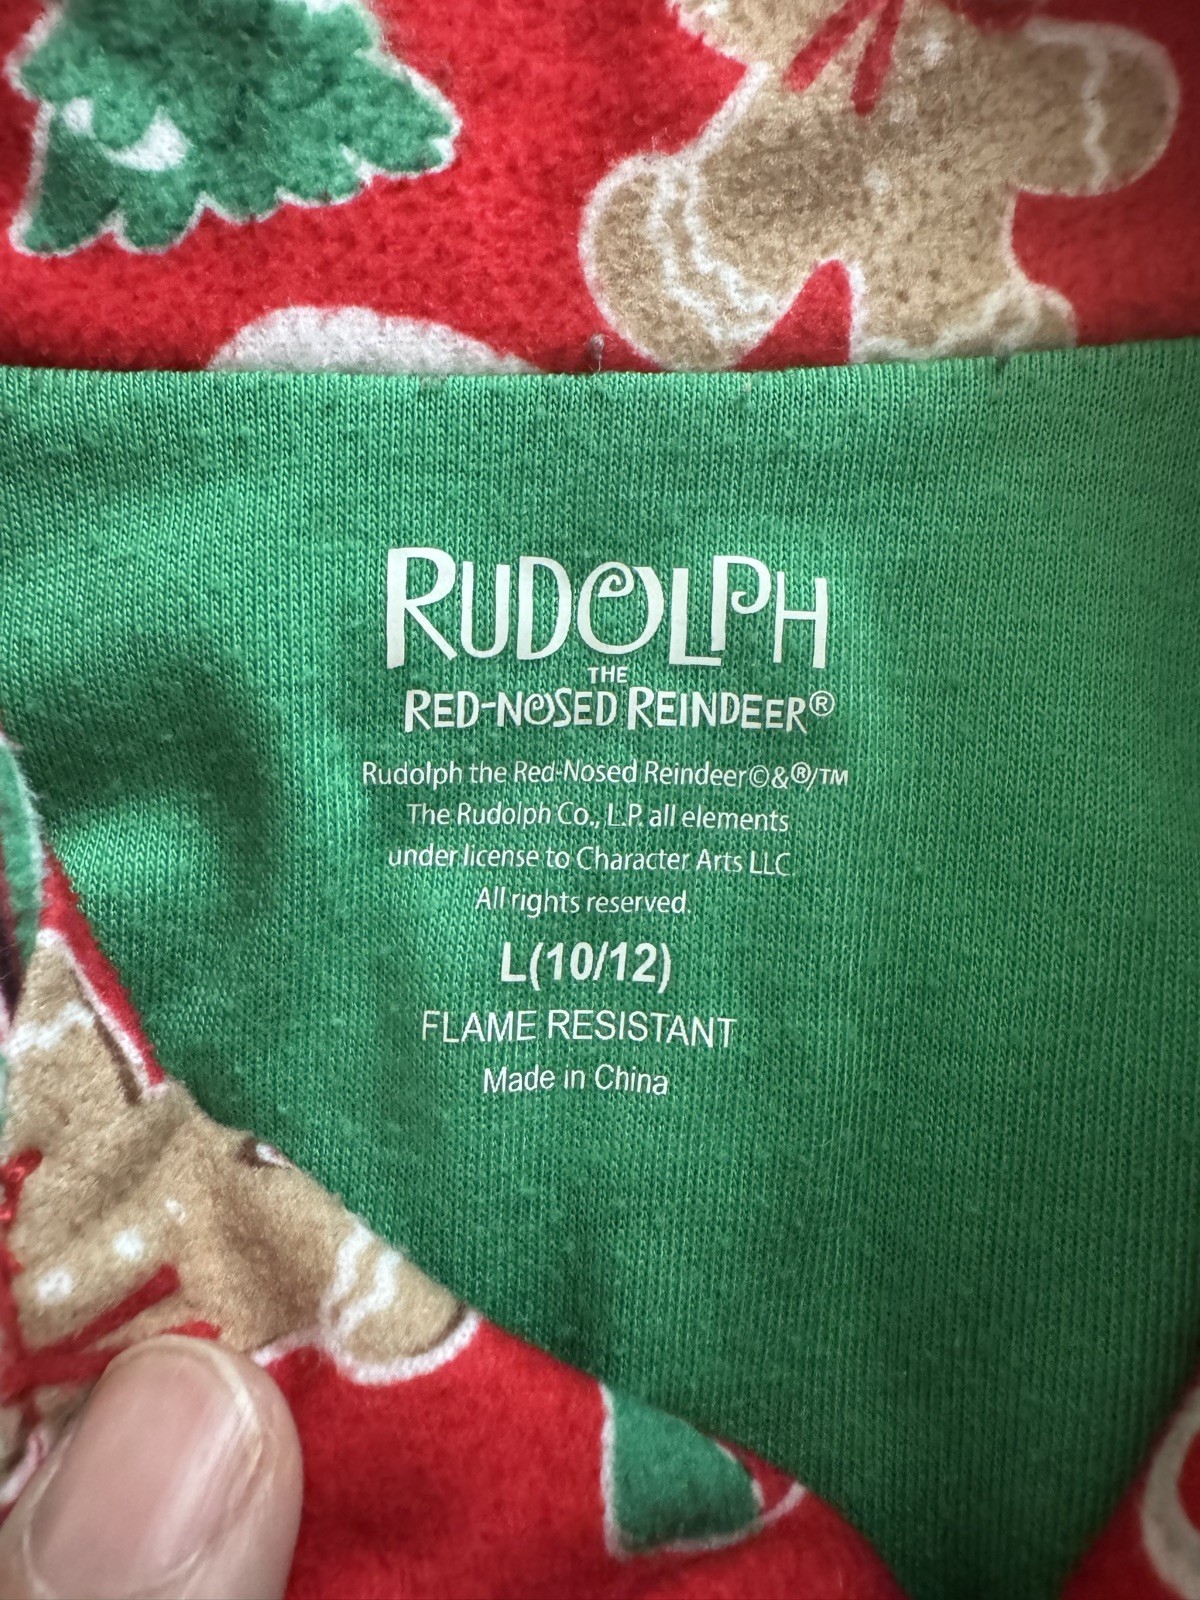 RUDOLPH
THE
RED-NOSED REINDEER®
Rudolph the Red-Nosed Reindeer©&®/TM
The Rudolph Co., L.P. all elements
under license to Character Arts LLC
All rights reserved.
L(10/12)
FLAME RESISTANT
Made in China